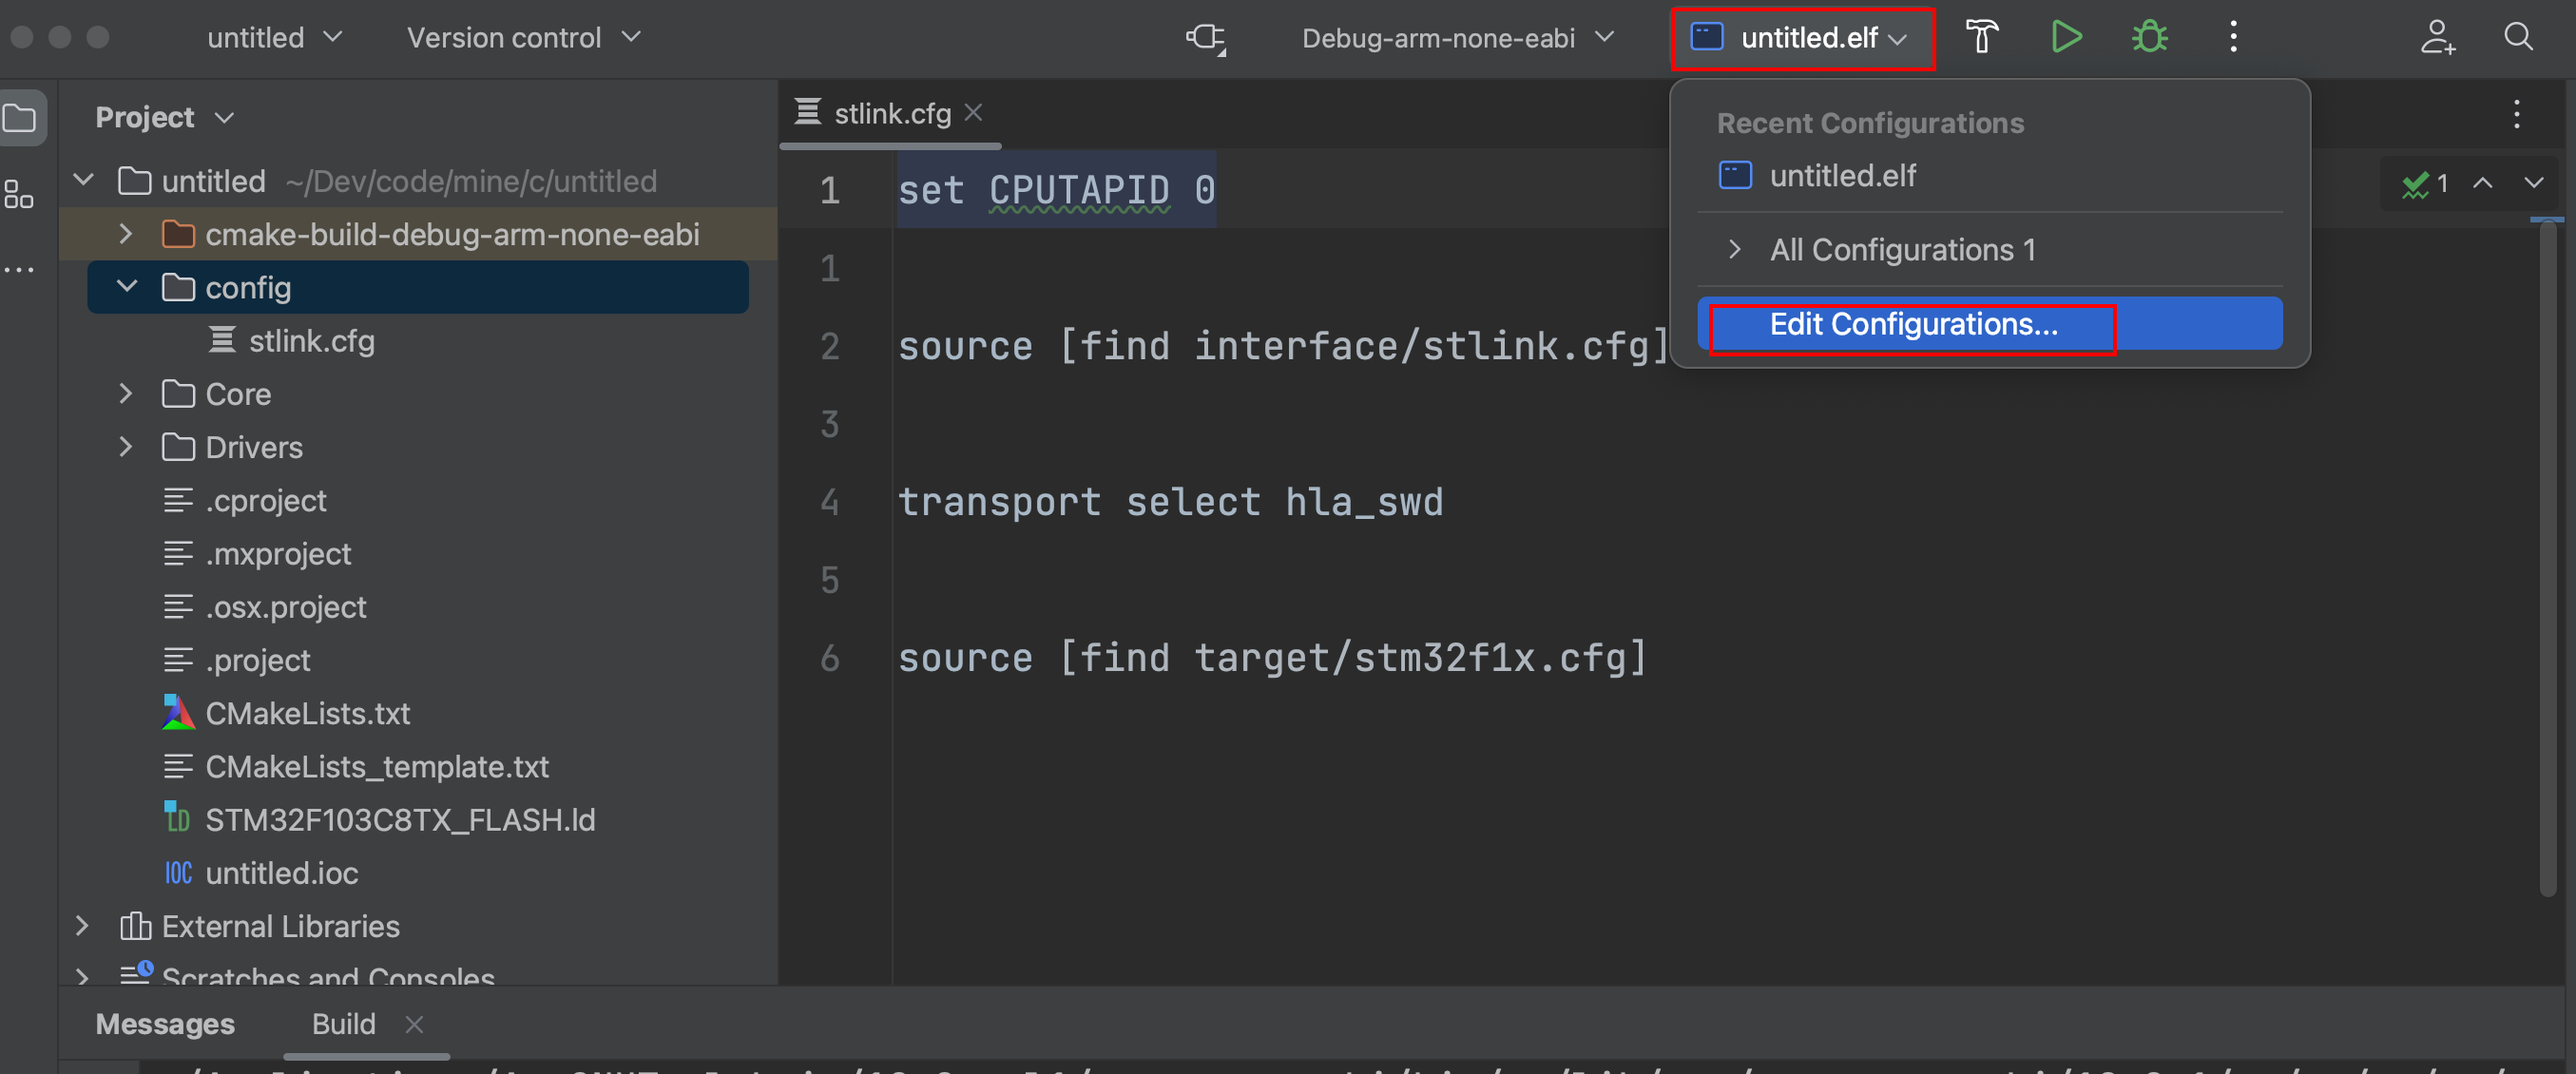 untitled
Version control
Debug-arm-none-eabi
untitled.elf
Project
untitled ~/Dev/code/mine/c/untitled
cmake-build-debug-arm-none-eabi
config
stlink.cfg
Core
Drivers
.cproject
.mxproject
.osx.project
.project
CMakeLists.txt
CMakeLists_template.txt
LD STM32F103C8TX_FLASH.ld
IOC untitled.ioc
External Libraries
Scratches and Consoles
stlink.cfg
1 set CPUTAPID 0
1
2 source [find interface/stlink.cfg]
3
4 transport select hla_swd
5
6 source [find target/stm32f1x.cfg]
1
Recent Configurations
untitled.elf
All Configurations 1
Edit Configurations...
Messages
Build